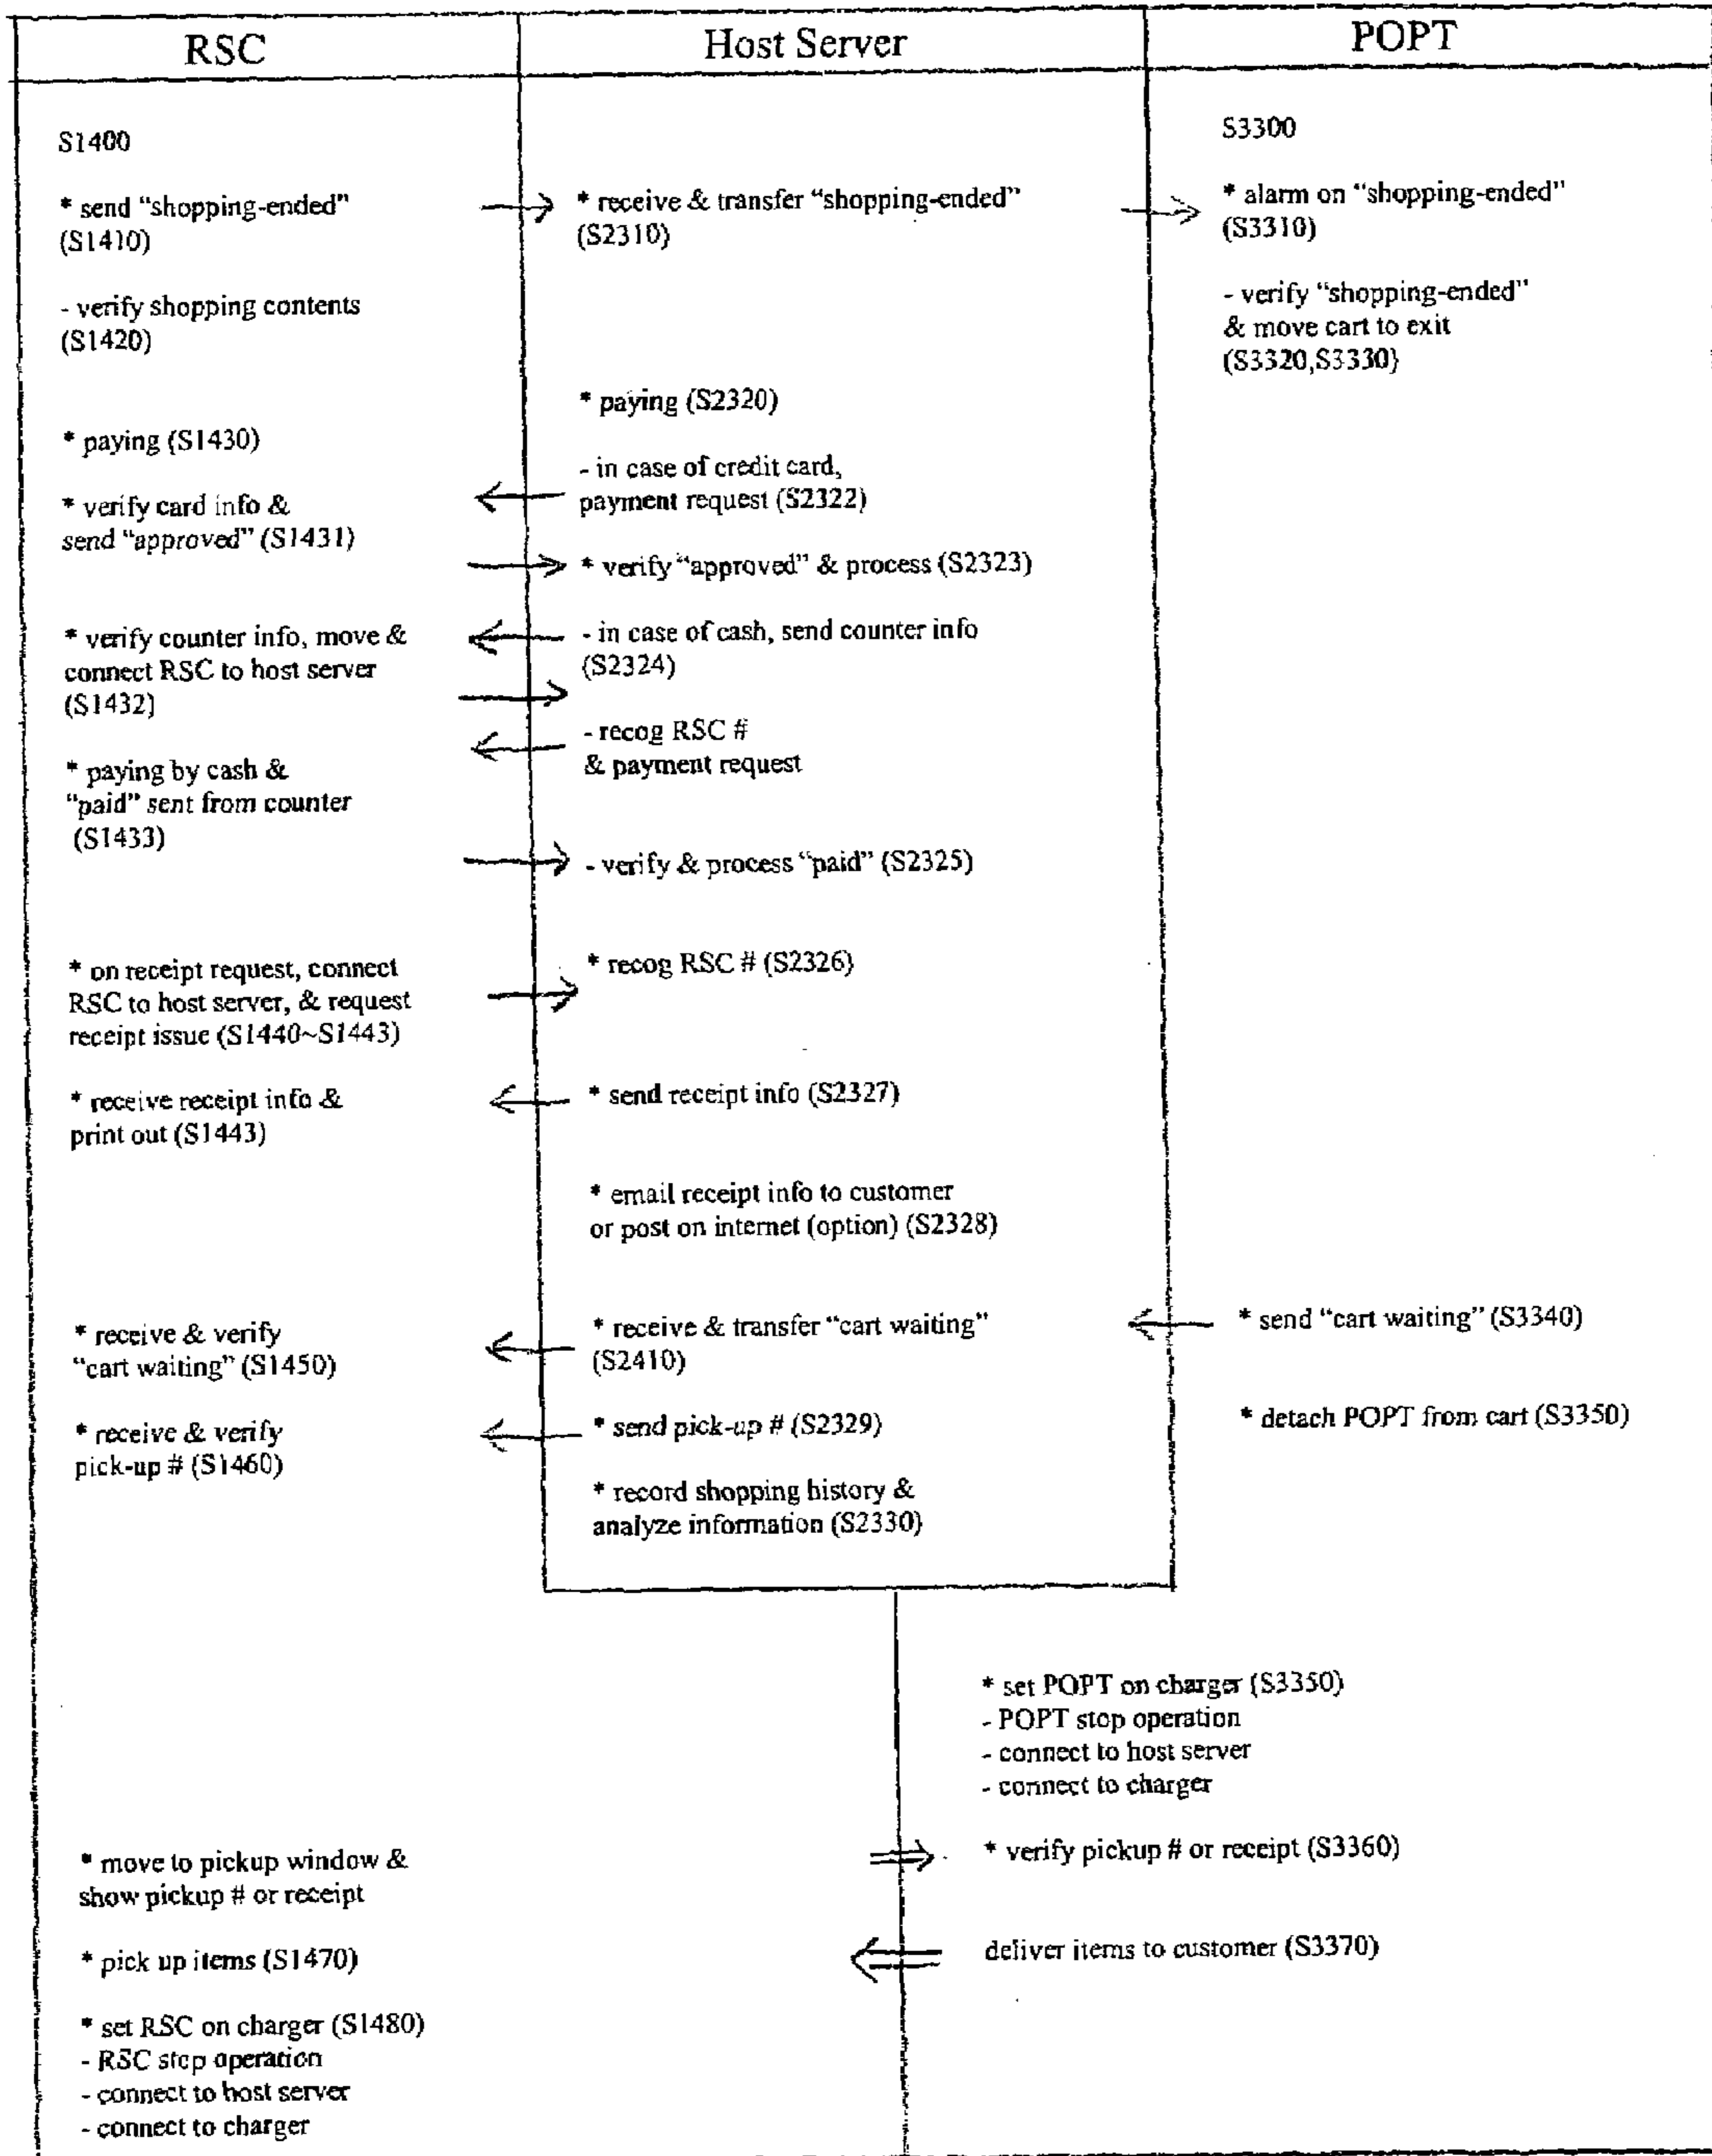 RSC
Host Server
POPT
S1400
S3300
* send “shopping-ended”
(S1410)
* receive & transfer “shopping-ended”
(S2310)
* alarm on “shopping-ended”
(S3310)
- verify shopping contents
(S1420)
- verify “shopping-ended”
& move cart to exit
(S3320,S3330)
* paying (S2320)
* paying (S1430)
- in case of credit card,
payment request (S2322)
* verify card info &
send “approved” (S1431)
* verify “approved” & process (S2323)
* verify counter info, move &
connect RSC to host server
(S1432)
- in case of cash, send counter info
(S2324)
- recog RSC #
& payment request
* paying by cash &
“paid” sent from counter
(S1433)
- verify & process “paid” (S2325)
* on receipt request, connect
RSC to host server, & request
receipt issue (S1440~S1443)
* recog RSC # (S2326)
* receive receipt info &
print out (S1443)
* send receipt info (S2327)
* email receipt info to customer
or post on internet (option) (S2328)
* receive & verify
“cart waiting” (S1450)
* receive & transfer “cart waiting”
(S2410)
* send “cart waiting” (S3340)
* receive & verify
pick-up # (S1460)
* send pick-up # (S2329)
* detach POPT from cart (S3350)
* record shopping history &
analyze information (S2330)
* set POPT on charger (S3350)
- POPT stop operation
- connect to host server
- connect to charger
* move to pickup window &
show pickup # or receipt
* verify pickup # or receipt (S3360)
* pick up items (S1470)
deliver items to customer (S3370)
* set RSC on charger (S1480)
- RSC stop operation
- connect to host server
- connect to charger